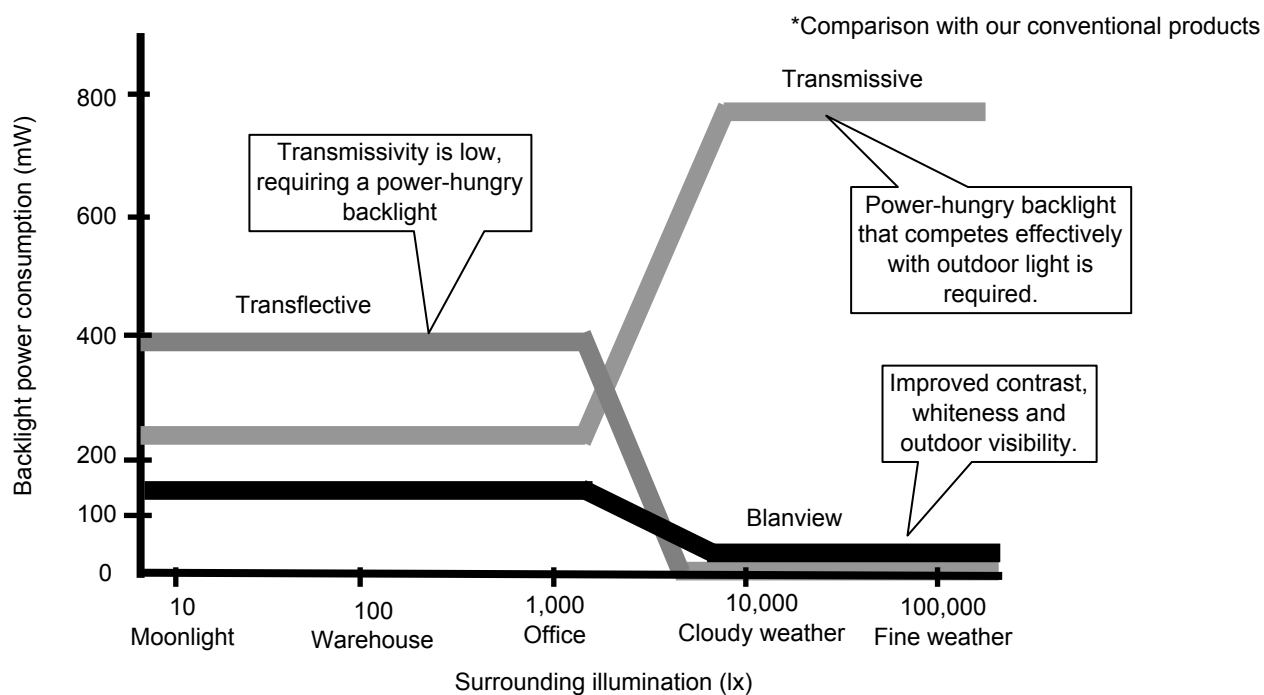 *Comparison with our conventional products
Transmissive
Transmissivity is low,
requiring a power-hungry
backlight
Power-hungry backlight
that competes effectively
with outdoor light is
required.
Transflective
Improved contrast,
whiteness and
outdoor visibility.
Blanview
Backlight power consumption (mW)
800
600
400
200
100
0
10
100
1,000
10,000
100,000
Moonlight
Warehouse
Office
Cloudy weather
Fine weather
Surrounding illumination (lx)